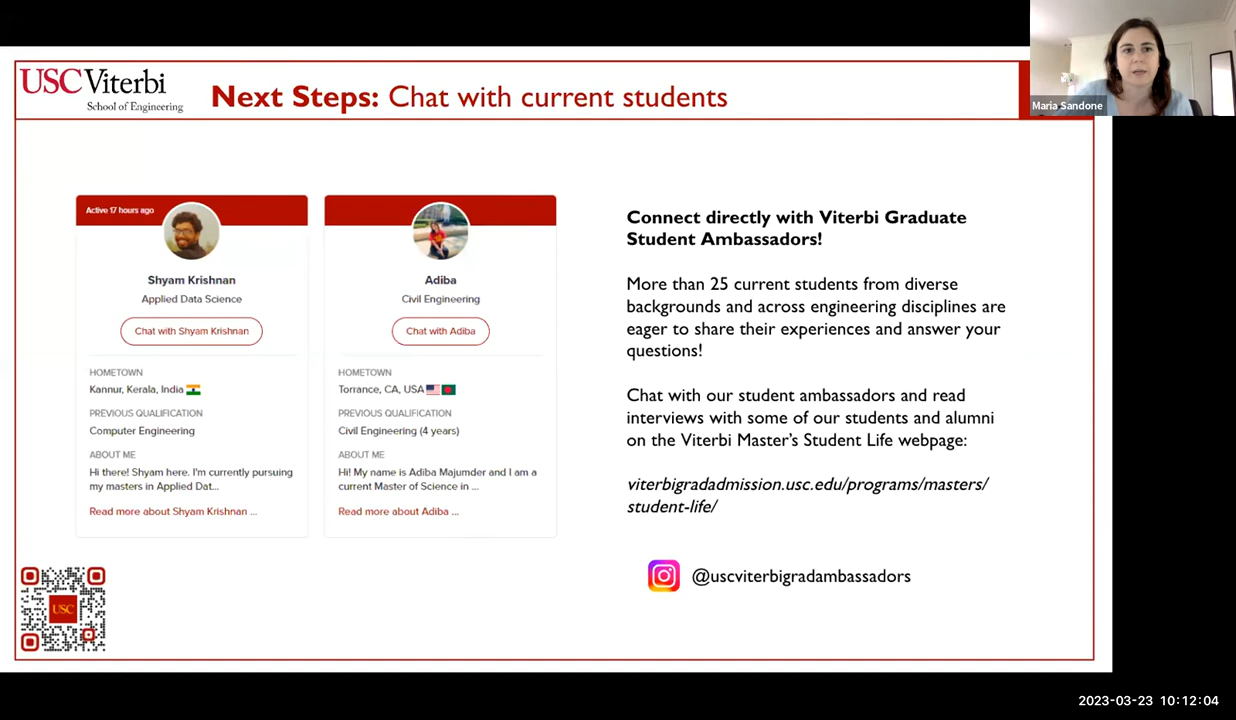 USC Viterbi
School of Engineering
Next Steps: Chat with current students
Maria Sandone
Active 17 hours ago
Shyam Krishnan
Applied Data Science
Chat with Shyam Krishnan
HOMETOWN
Kannur, Kerala, India
PREVIOUS QUALIFICATION
Computer Engineering
ABOUT ME
Hi there! Shyam here. I'm currently pursuing
my masters in Applied Dat...
Read more about Shyam Krishnan ...
Adiba
Civil Engineering
Chat with Adiba
HOMETOWN
Torrance, CA, USA
PREVIOUS QUALIFICATION
Civil Engineering (4 years)
ABOUT ME
Hi! My name is Adiba Majumder and I am a
current Master of Science in ...
Read more about Adiba ...
Connect directly with Viterbi Graduate
Student Ambassadors!
More than 25 current students from diverse
backgrounds and across engineering disciplines are
eager to share their experiences and answer your
questions!
Chat with our student ambassadors and read
interviews with some of our students and alumni
on the Viterbi Master's Student Life webpage:
viterbigradadmission.usc.edu/programs/masters/
student-life/
@uscviterbigradambassadors
USC
2023-03-23 10:12:04